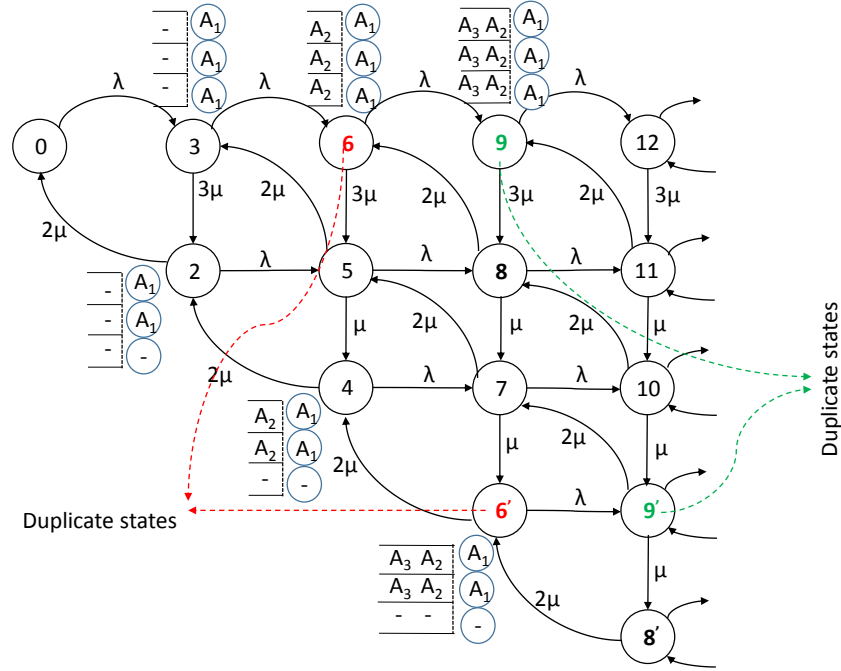 - A₁
- A₁
- A₁
A₂ A₁
A₂ A₁
A₂ A₁
A₃ A₂ A₁
A₃ A₂ A₁
A₃ A₂ A₁
λ λ λ λ
0 3 6 9 12
2μ 3μ 2μ 3μ 2μ 3μ 2μ 3μ
2 λ 5 λ 8 λ 11
- A₁
- A₁
- -
2μ μ 2μ μ 2μ μ
4 λ 7 λ 10
A₂ A₁
A₂ A₁
- -
2μ μ 2μ μ
6′ λ 9′
Duplicate states
Duplicate states
A₃ A₂ A₁
A₃ A₂ A₁
- - -
2μ μ
8′